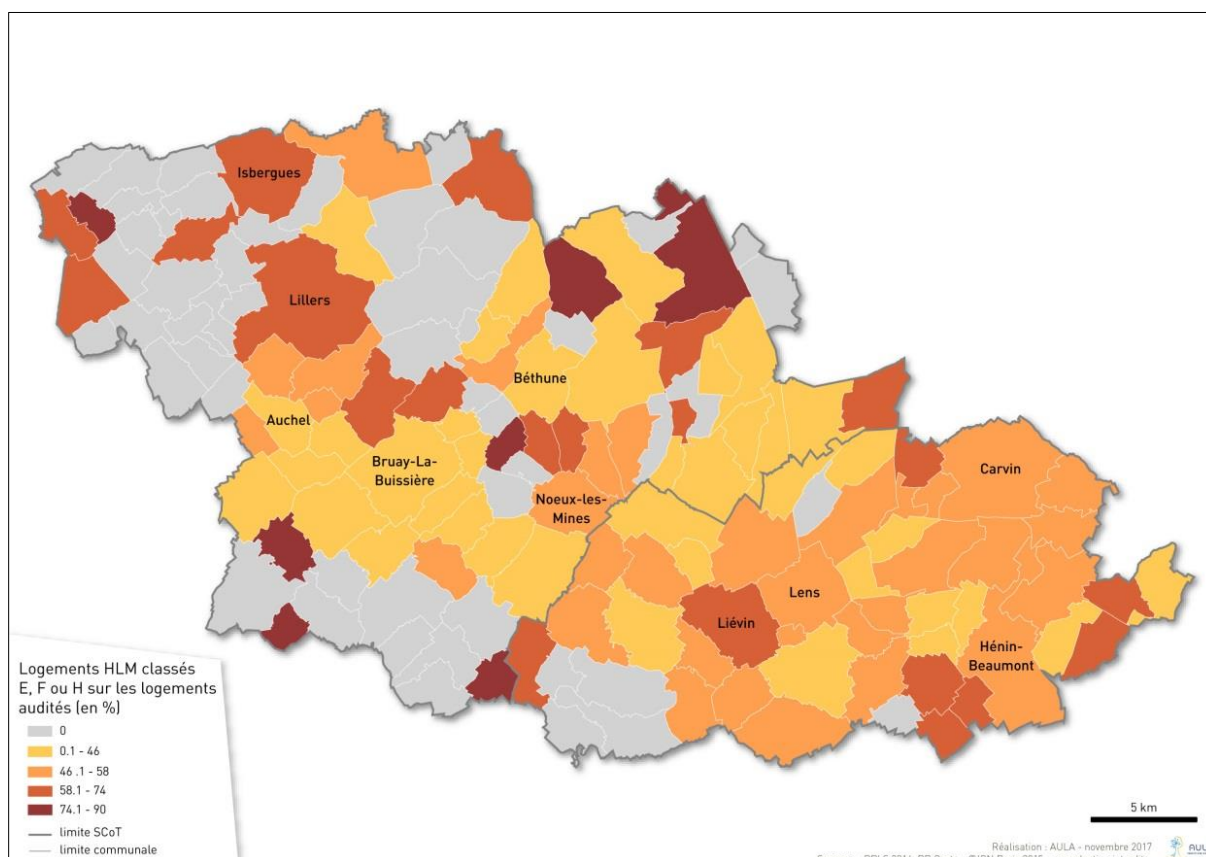 Isbergues
Lillers
Béthune
Auchel
Bruay-La-
Buissière
Noeux-les-
Mines
Carvin
Lens
Liévin
Hénin-
Beaumont
Logements HLM classés
E, F ou H sur les logements
audités (en %)
0
0.1 - 46
46 .1 - 58
58.1 - 74
74.1 - 90
limite SCoT
limite communale
5 km
Réalisation : AULA - novembre 2017